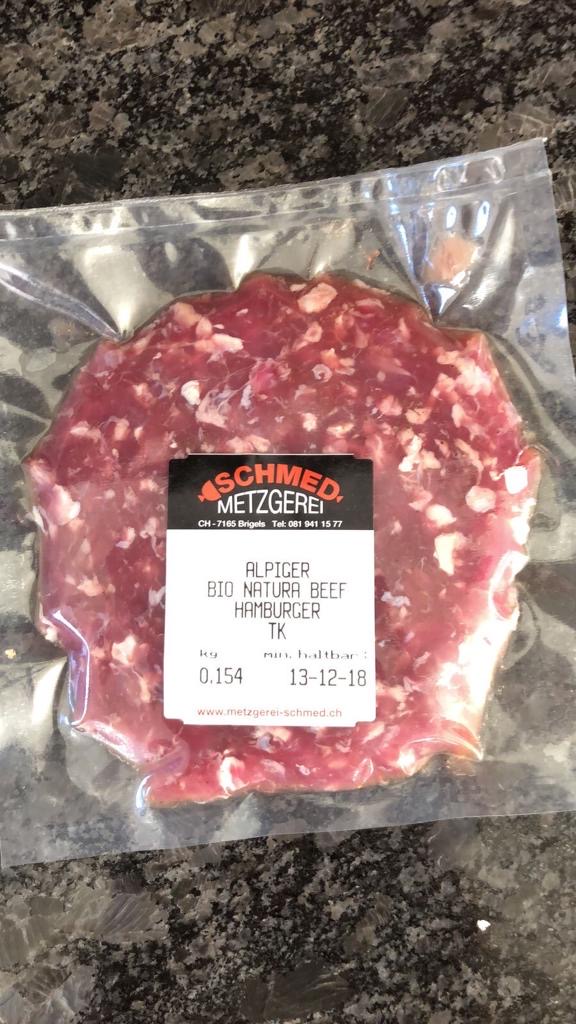 SCHMED
METZGEREI
CH - 7165 Brigels Tel: 081 941 15 77
ALPIGER
BIO NATURA BEEF
HAMBURGER
TK
kg min. haltbar :
0.154 13-12-18
www.metzgerei-schmed.ch